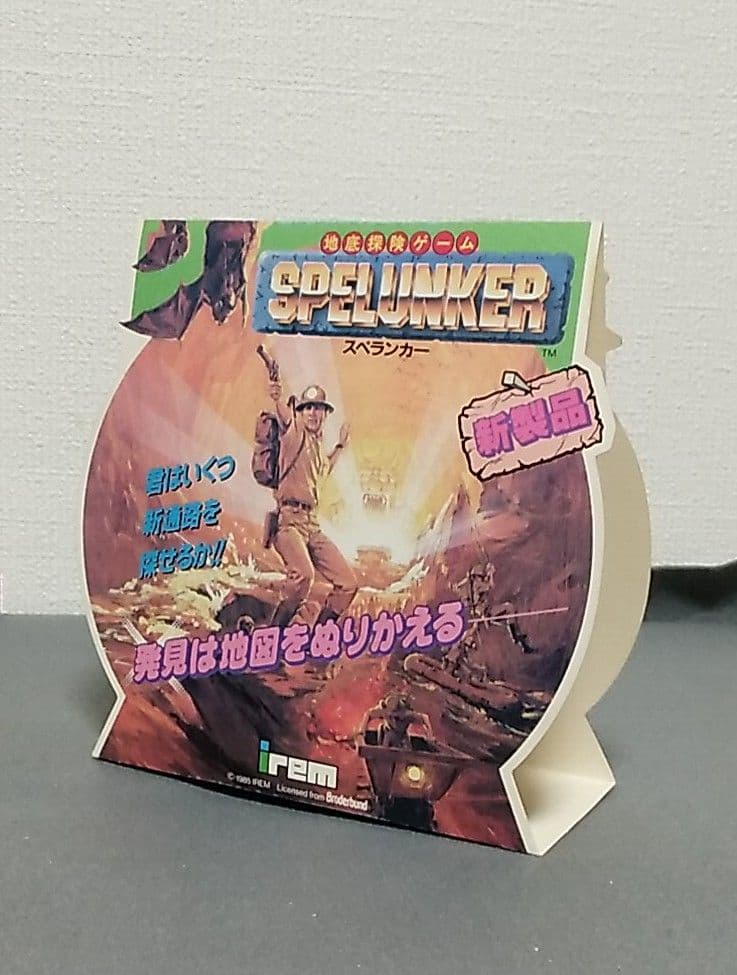 地底探険ゲーム
SPELUNKER
TM
スペランカー
新製品
君はいくつ
新通路を
探せるか!!
発見は地図をぬりかえる
irem
© 1985 IREM Licensed from Brøderbund